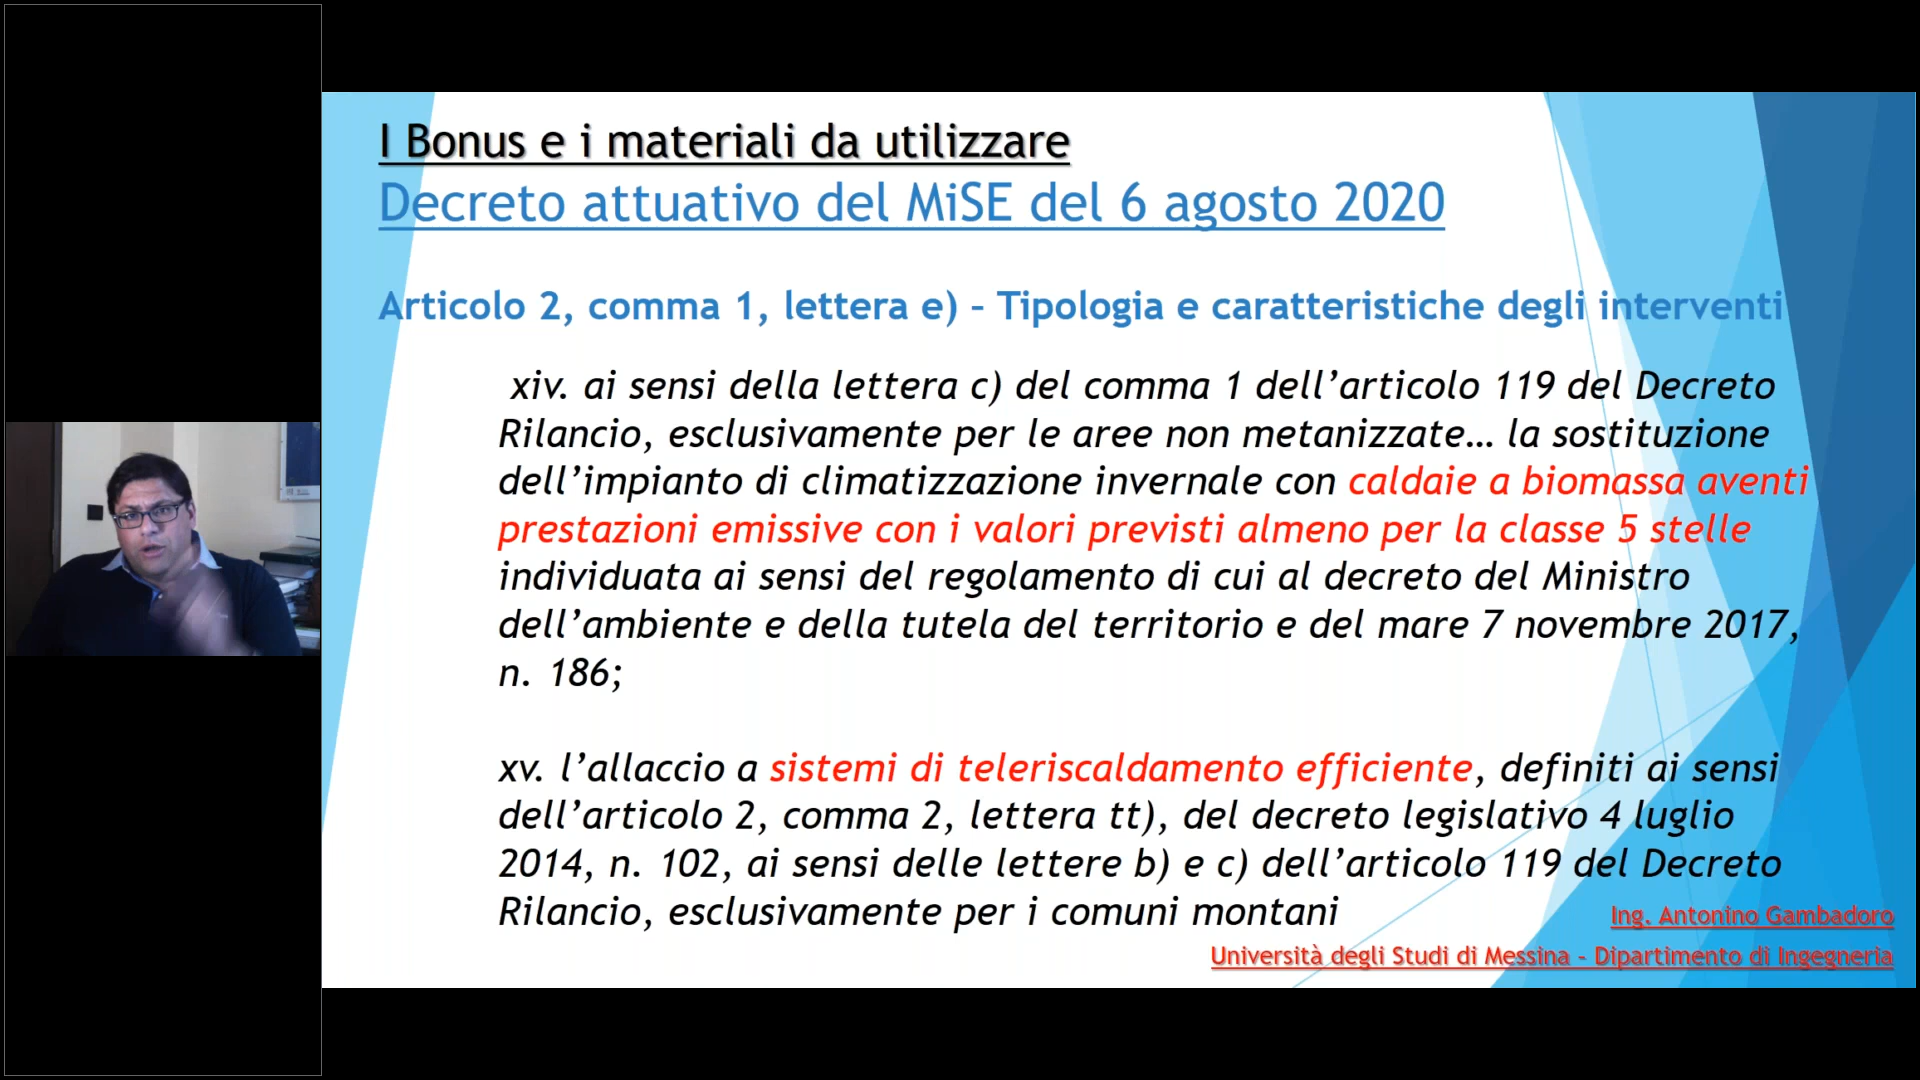 I Bonus e i materiali da utilizzare
Decreto attuativo del MiSE del 6 agosto 2020
Articolo 2, comma 1, lettera e) – Tipologia e caratteristiche degli interventi
xiv. ai sensi della lettera c) del comma 1 dell’articolo 119 del Decreto
Rilancio, esclusivamente per le aree non metanizzate… la sostituzione
dell’impianto di climatizzazione invernale con caldaie a biomassa aventi
prestazioni emissive con i valori previsti almeno per la classe 5 stelle
individuata ai sensi del regolamento di cui al decreto del Ministro
dell’ambiente e della tutela del territorio e del mare 7 novembre 2017,
n. 186;
xv. l’allaccio a sistemi di teleriscaldamento efficiente, definiti ai sensi
dell’articolo 2, comma 2, lettera tt), del decreto legislativo 4 luglio
2014, n. 102, ai sensi delle lettere b) e c) dell’articolo 119 del Decreto
Rilancio, esclusivamente per i comuni montani
Ing. Antonino Gambadoro
Università degli Studi di Messina – Dipartimento di Ingegneria